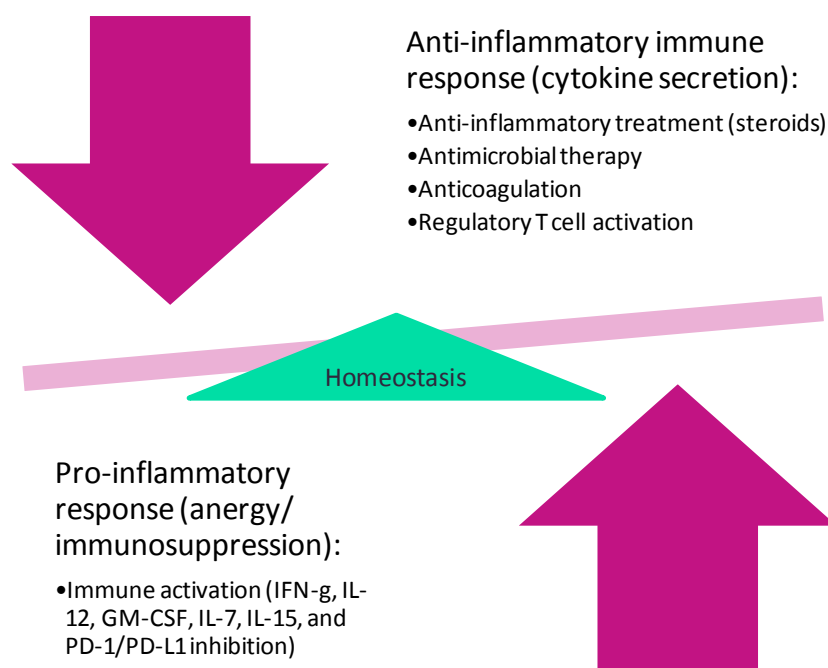 Anti-inflammatory immune
response (cytokine secretion):
•Anti-inflammatory treatment (steroids)
•Antimicrobial therapy
•Anticoagulation
•Regulatory T cell activation
Homeostasis
Pro-inflammatory
response (anergy/
immunosuppression):
•Immune activation (IFN-g, IL-
12, GM-CSF, IL-7, IL-15, and
PD-1/PD-L1 inhibition)